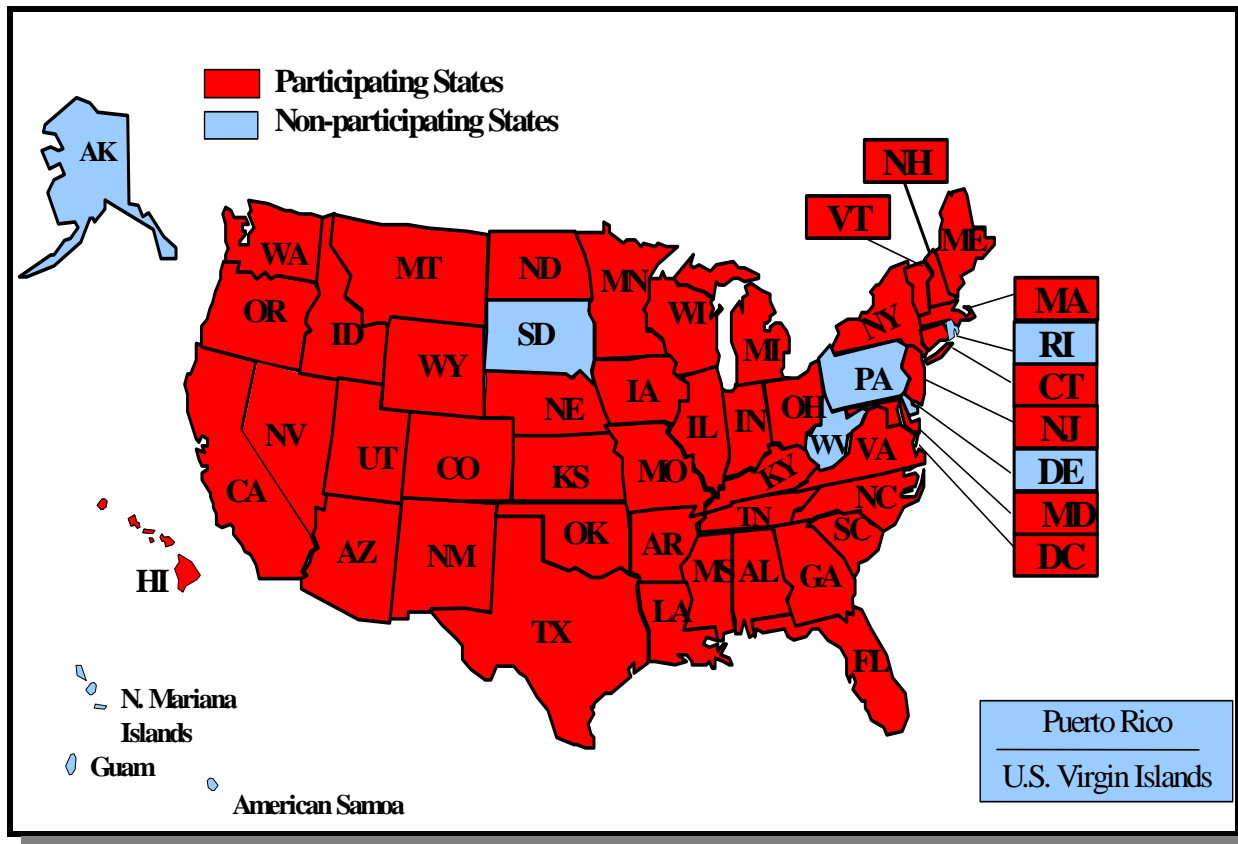 Participating States
Non-participating States
AK
NH
VT
ME
WA
MT
ND
MN
MA
OR
ID
WI
NY
SD
MI
RI
WY
PA
CT
IA
NE
OH
NJ
NV
IL
IN
WV
VA
UT
CO
DE
KS
MO
KY
CA
NC
MD
TN
OK
SC
AZ
NM
AR
DC
MS
AL
GA
HI
LA
TX
FL
N. Mariana
Islands
Guam
American Samoa
Puerto Rico
U.S. Virgin Islands